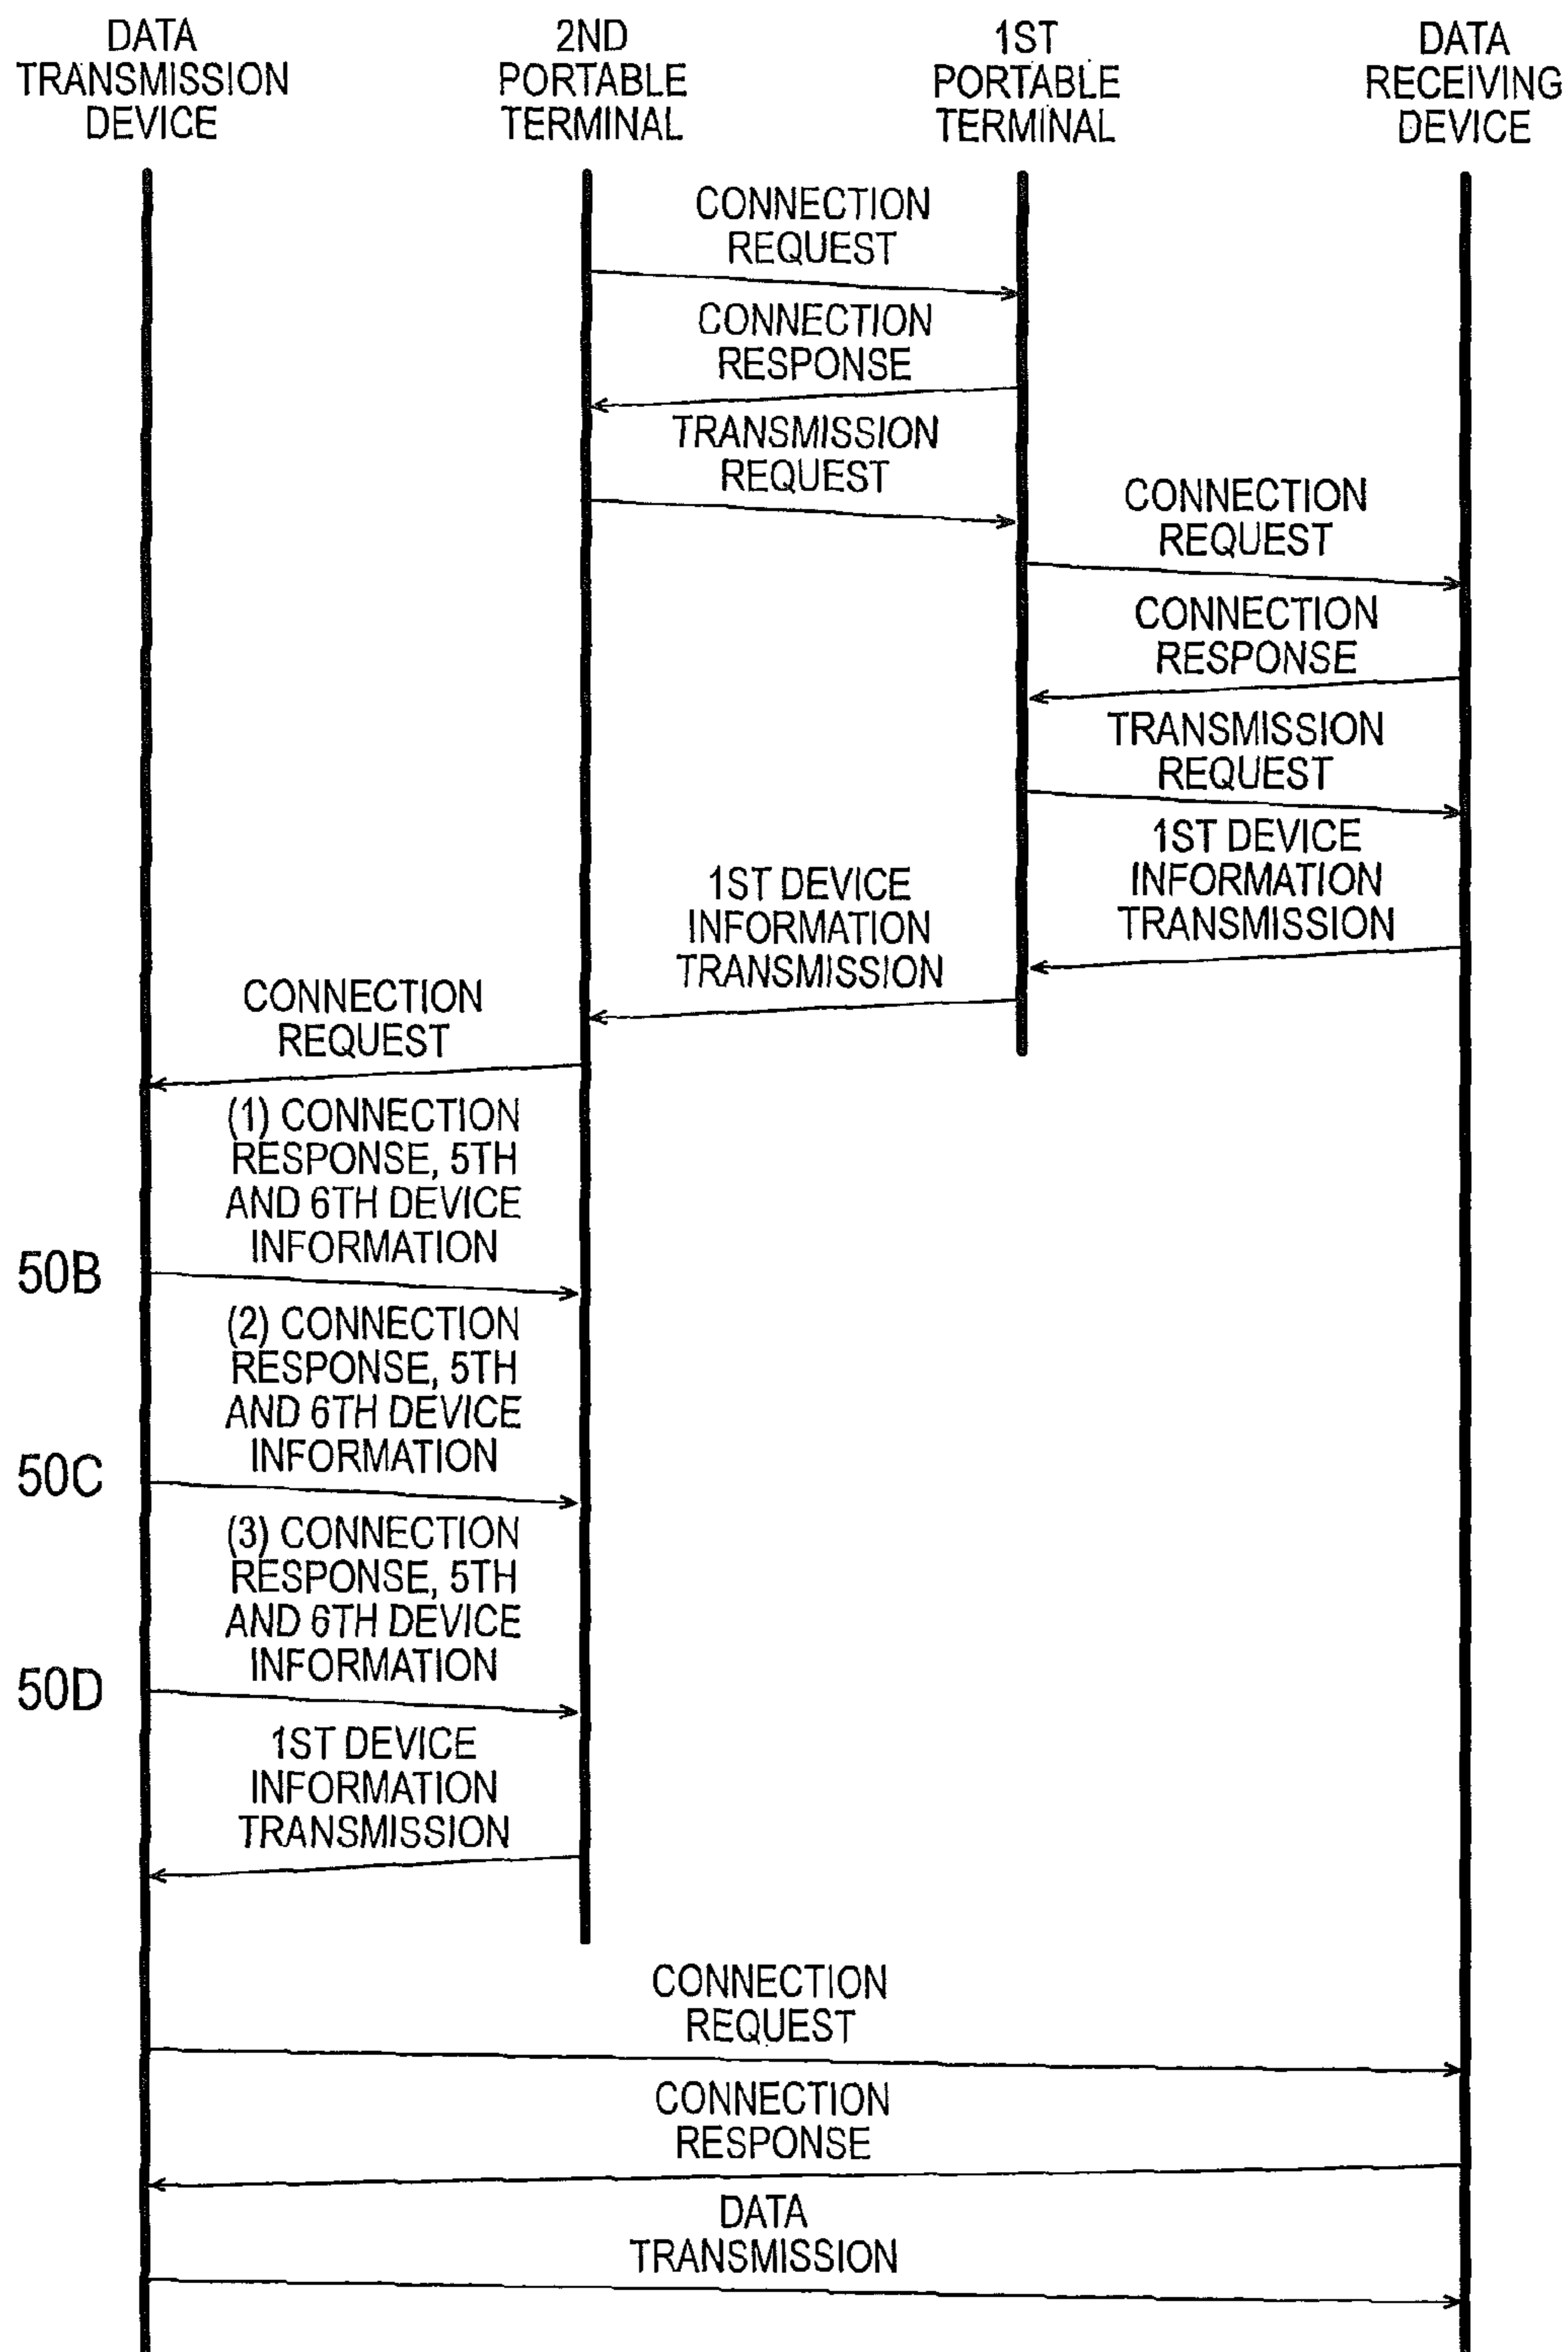 DATA
TRANSMISSION
DEVICE
2ND
PORTABLE
TERMINAL
1ST
PORTABLE
TERMINAL
DATA
RECEIVING
DEVICE
CONNECTION
REQUEST
CONNECTION
RESPONSE
TRANSMISSION
REQUEST
CONNECTION
REQUEST
CONNECTION
RESPONSE
TRANSMISSION
REQUEST
1ST DEVICE
INFORMATION
TRANSMISSION
1ST DEVICE
INFORMATION
TRANSMISSION
CONNECTION
REQUEST
(1) CONNECTION
RESPONSE, 5TH
AND 6TH DEVICE
INFORMATION
50B
(2) CONNECTION
RESPONSE, 5TH
AND 6TH DEVICE
INFORMATION
50C
(3) CONNECTION
RESPONSE, 5TH
AND 6TH DEVICE
INFORMATION
50D
1ST DEVICE
INFORMATION
TRANSMISSION
CONNECTION
REQUEST
CONNECTION
RESPONSE
DATA
TRANSMISSION